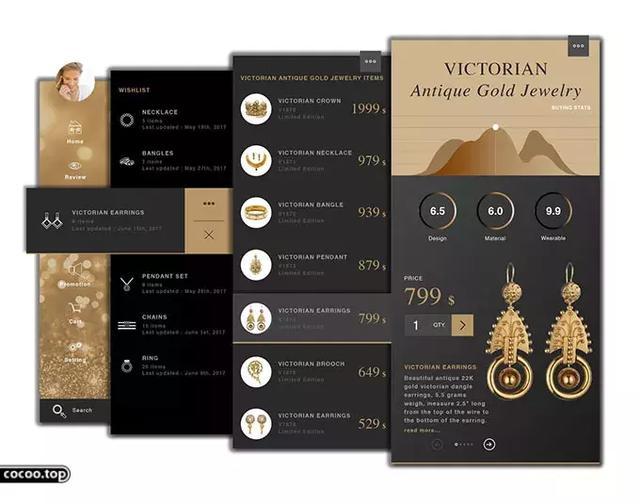 Home
Review
Promotion
Cart
Setting
Search
WISHLIST
NECKLACE
5 items
Last updated : May 19th, 2017
BANGLES
Last updated : May 27th, 2017
VICTORIAN EARRINGS
items
Last updated : June 15th, 2017
PENDANT SET
items
Last updated :
CHAINS
items
Last updated : June 1st, 2017
RING
items
Last updated : June 9th, 2017
VICTORIAN ANTIQUE GOLD JEWELRY ITEMS
VICTORIAN CROWN
Limited Edition
1999 $
VICTORIAN NECKLACE
Limited Edition
979 $
VICTORIAN BANGLE
Limited Edition
939 $
VICTORIAN PENDANT
Limited Edition
879 $
VICTORIAN EARRINGS
Limited Edition
799 $
VICTORIAN BROOCH
Limited Edition
649 $
VICTORIAN EARRINGS
Limited Edition
529 $
VICTORIAN
Antique Gold Jewelry
BUYING STATS
6.5
6.0
9.9
Design
Material
Wearable
PRICE
799 $
1 QTY.
VICTORIAN EARRINGS
Beautiful antique 22K
gold victorian dangle
earrings, 5.5 grams
weigh, measure 2.5" long
from the top of the wire to
the bottom of the earring.
read more...
cocoo.top